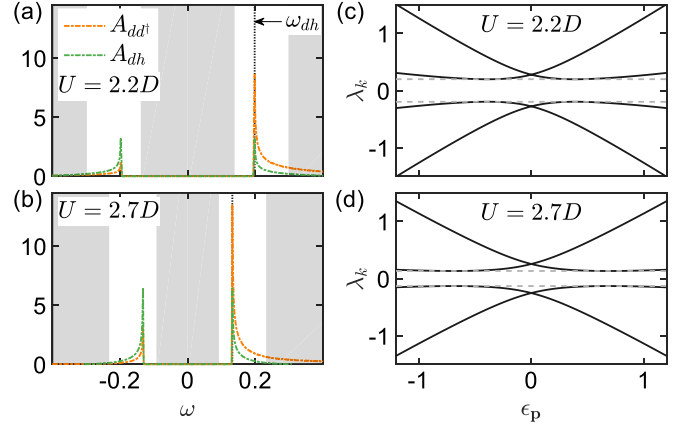 (a)
A_{dd†}
A_{dh}
U = 2.2D
ω_{dh}
10
5
0
(b)
U = 2.7D
10
5
0
-0.2
0
0.2
ω
(c)
U = 2.2D
1
0
-1
λ_k
(d)
U = 2.7D
1
0
-1
λ_k
-1
0
1
ϵ_p